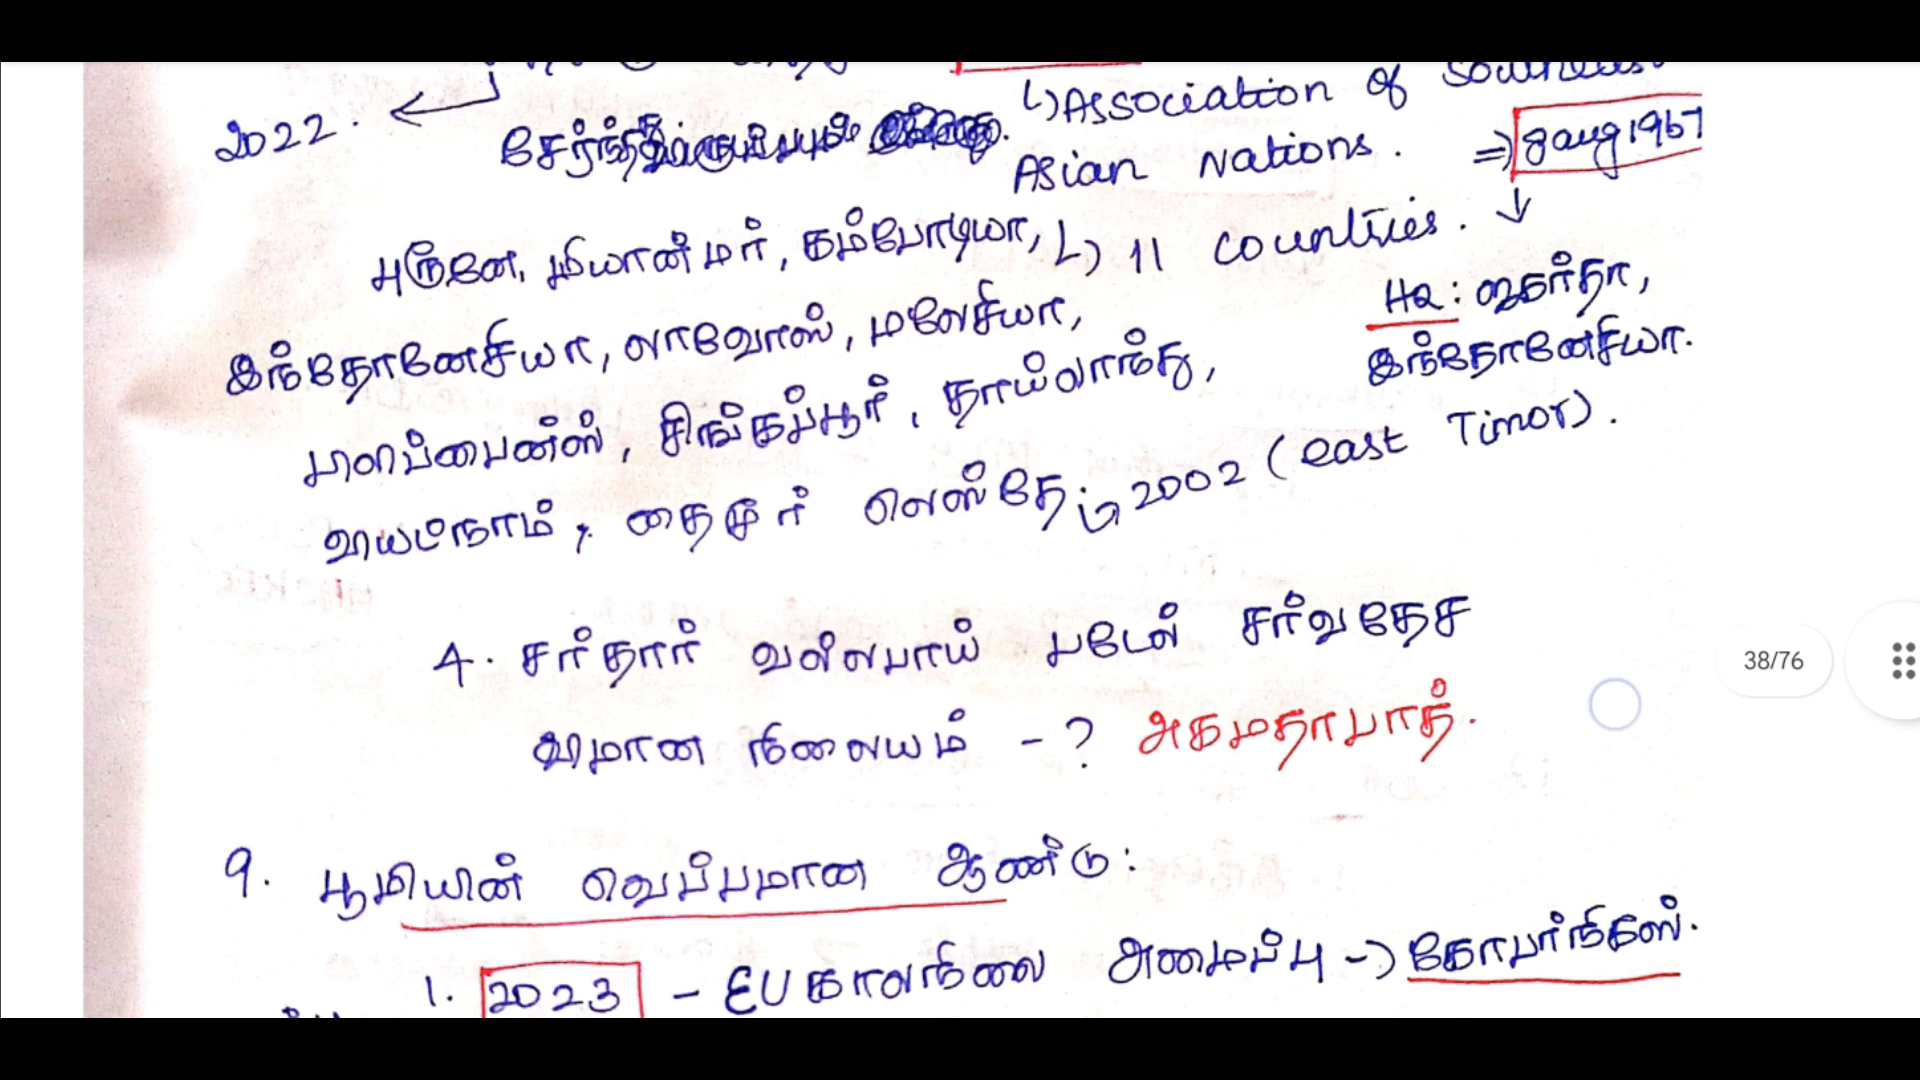 2022.
L) Association of Southeast
Asian Nations. => 8 aug 1967
புருனே, மியான்மர், கம்போடியா, L) 11 countries.
இந்தோனேசியா, லாவோஸ், மலேசியா, HQ: ஜகர்தா,
பிலிப்பைன்ஸ், சிங்கப்பூர், தாய்லாந்து, இந்தோனேசியா.
வியட்நாம், தைமூர் லெஸ்தே 2002 (east Timor).
4. சர்தார் வல்லபாய் படேல் சர்வதேச
விமான நிலையம் - ? அகமதாபாத்.
38/76
9. பூமியின் வெப்பமான ஆண்டு:
1. 2023 - EU காலநிலை அமைப்பு -> கோபர்நிகஸ்.